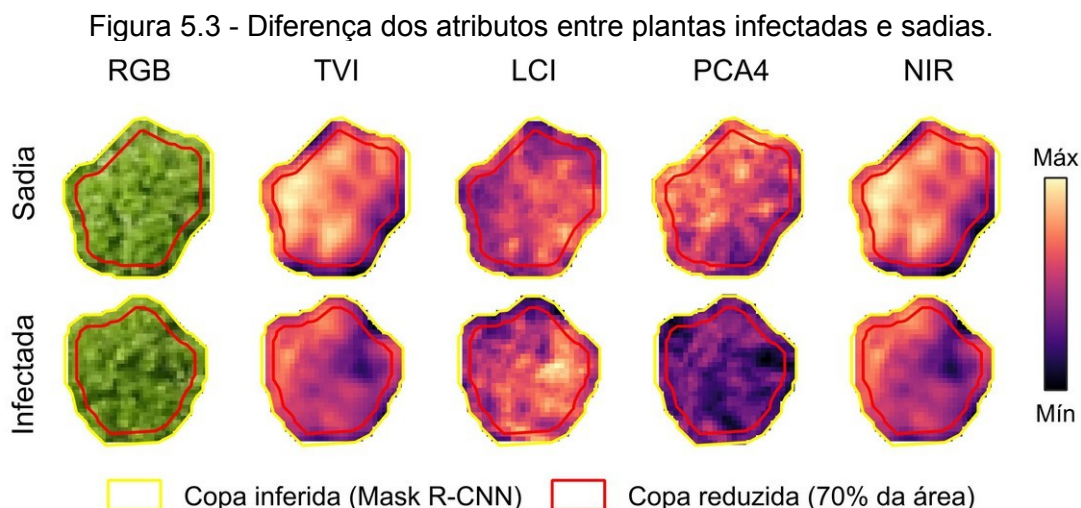 Figura 5.3 - Diferença dos atributos entre plantas infectadas e sadias.
RGB TVI LCI PCA4 NIR
Sadia
Máx
Infectada
Mín
Copa inferida (Mask R-CNN) Copa reduzida (70% da área)